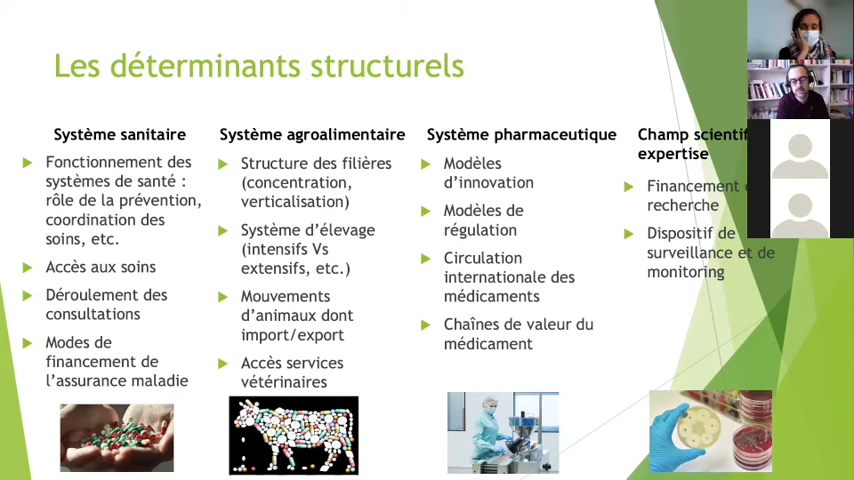 Les déterminants structurels
Système sanitaire
Fonctionnement des
systèmes de santé :
rôle de la prévention,
coordination des
soins, etc.
Accès aux soins
Déroulement des
consultations
Modes de
financement de
l'assurance maladie
Système agroalimentaire
Structure des filières
(concentration,
verticalisation)
Système d'élevage
(intensifs Vs
extensifs, etc.)
Mouvements
d'animaux dont
import/export
Accès services
vétérinaires
Système pharmaceutique
Modèles
d'innovation
Modèles de
régulation
Circulation
internationale des
médicaments
Chaînes de valeur du
médicament
Champ
expertise
Financement
recherche
Dispositif de
surveillance et de
monitoring